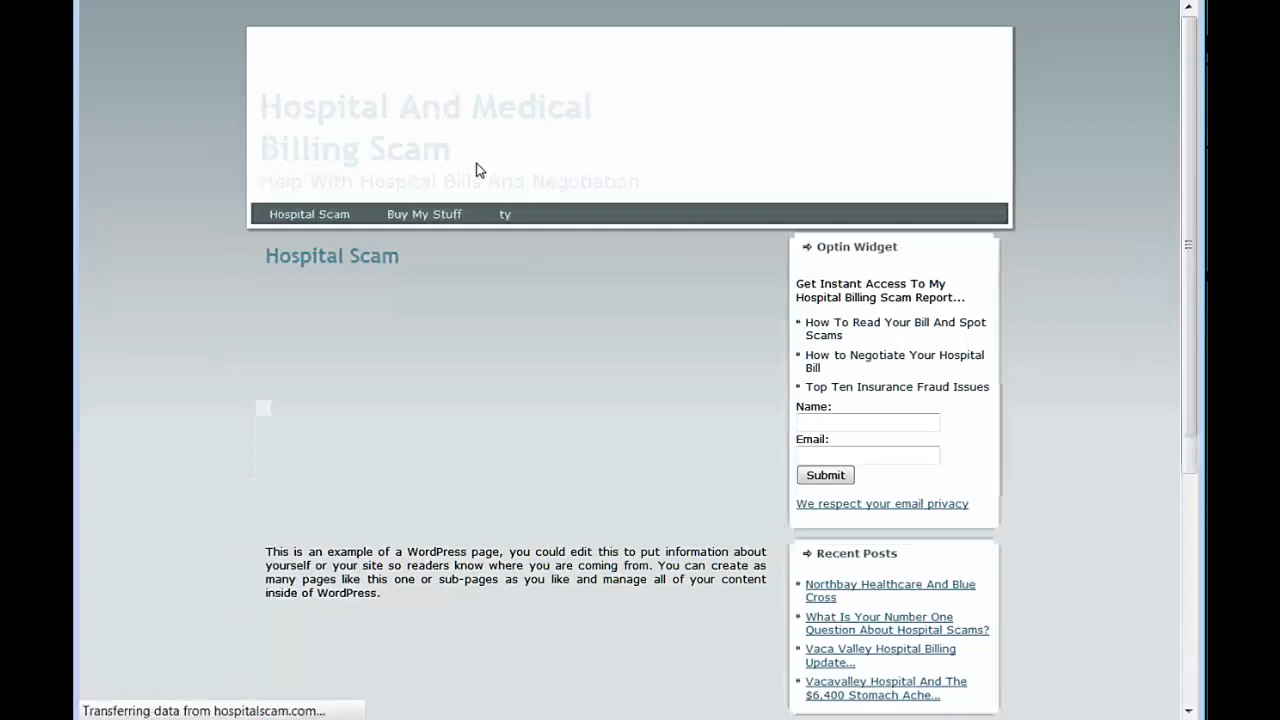 Hospital And Medical
Billing Scam
Help With Hospital Bills And Negotiation
Hospital Scam Buy My Stuff ty
Hospital Scam
This is an example of a WordPress page, you could edit this to put information about
yourself or your site so readers know where you are coming from. You can create as
many pages like this one or sub-pages as you like and manage all of your content
inside of WordPress.
Optin Widget
Get Instant Access To My
Hospital Billing Scam Report...
How To Read Your Bill And Spot
Scams
How to Negotiate Your Hospital
Bill
Top Ten Insurance Fraud Issues
Name:
Email:
Submit
We respect your email privacy
Recent Posts
Northbay Healthcare And Blue
Cross
What Is Your Number One
Question About Hospital Scams?
Vaca Valley Hospital Billing
Update...
Vacavalley Hospital And The
$6,400 Stomach Ache...
Transferring data from hospitalscam.com...